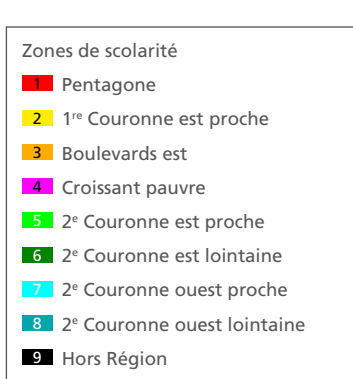 Zones de scolarité
1 Pentagone
2 1re Couronne est proche
3 Boulevards est
4 Croissant pauvre
5 2e Couronne est proche
6 2e Couronne est lointaine
7 2e Couronne ouest proche
8 2e Couronne ouest lointaine
9 Hors Région